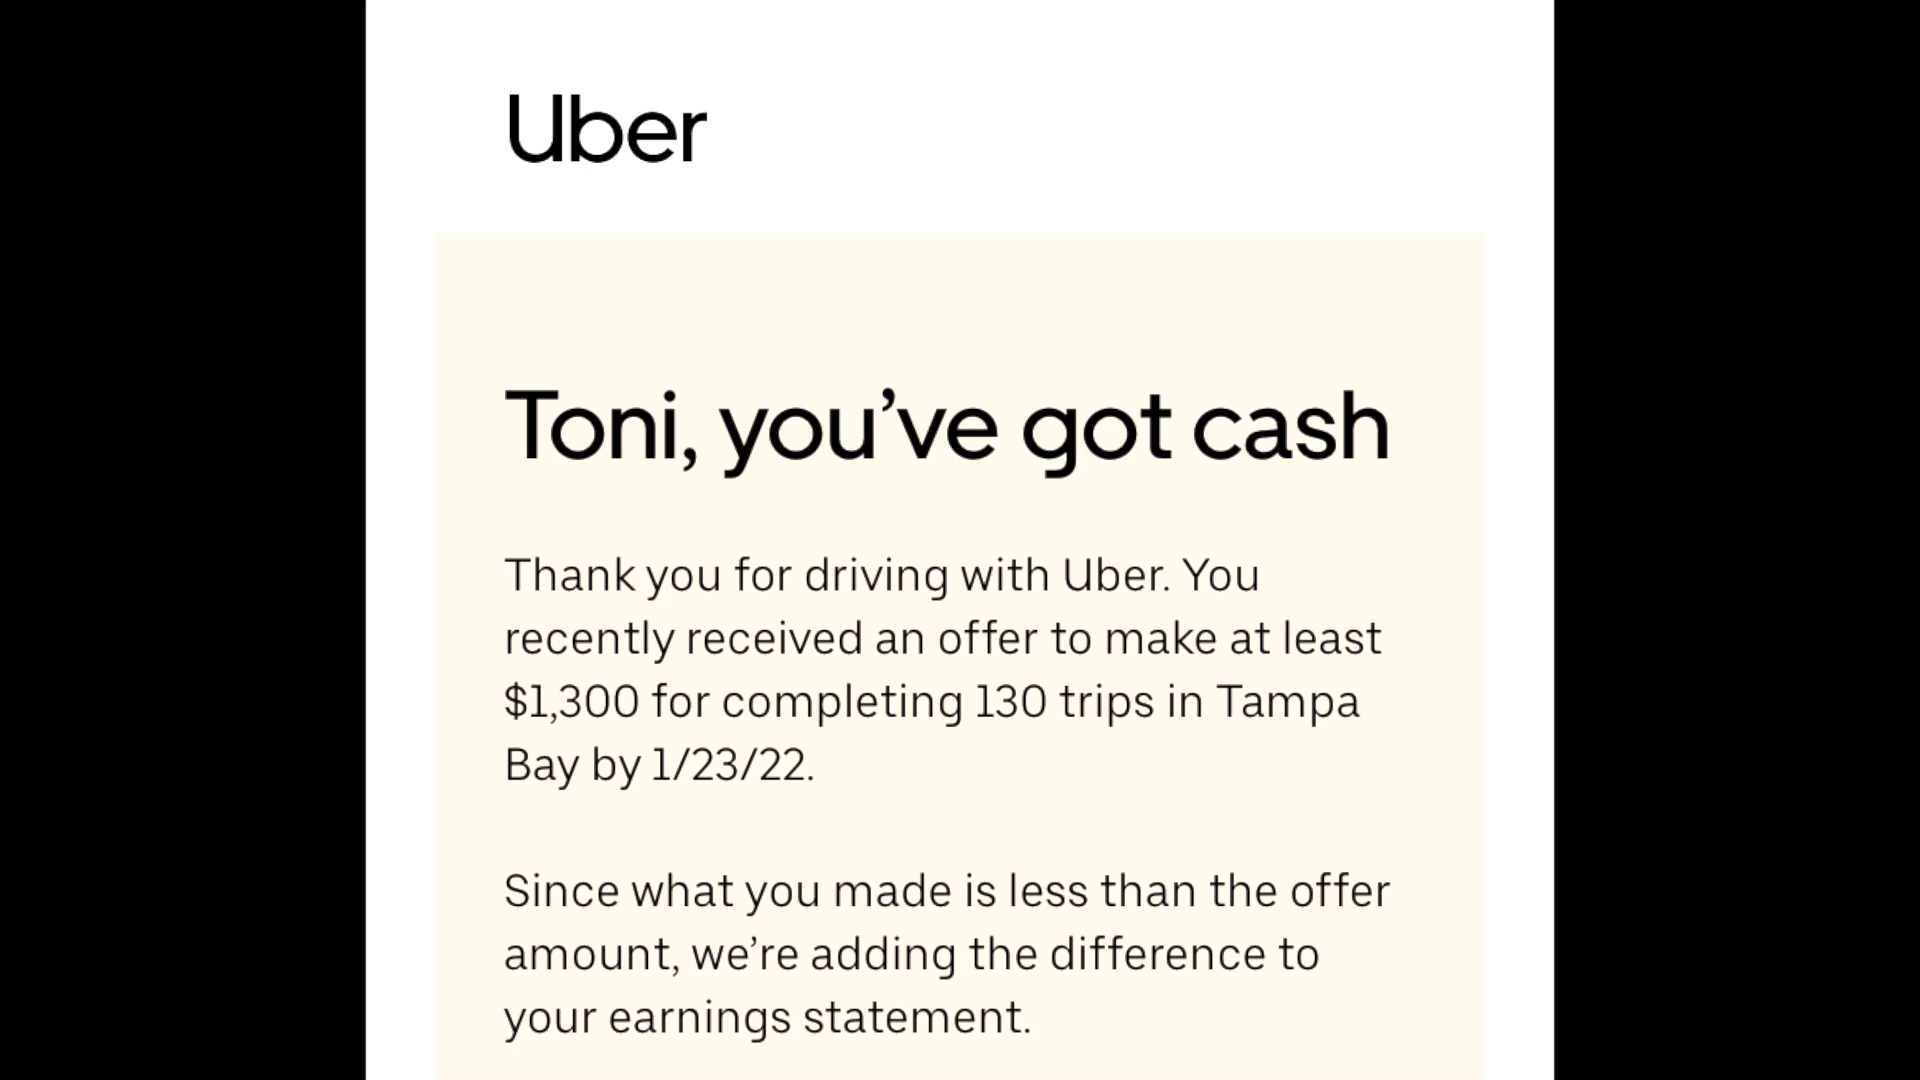 Uber
Toni, you’ve got cash
Thank you for driving with Uber. You
recently received an offer to make at least
$1,300 for completing 130 trips in Tampa
Bay by 1/23/22.
Since what you made is less than the offer
amount, we’re adding the difference to
your earnings statement.